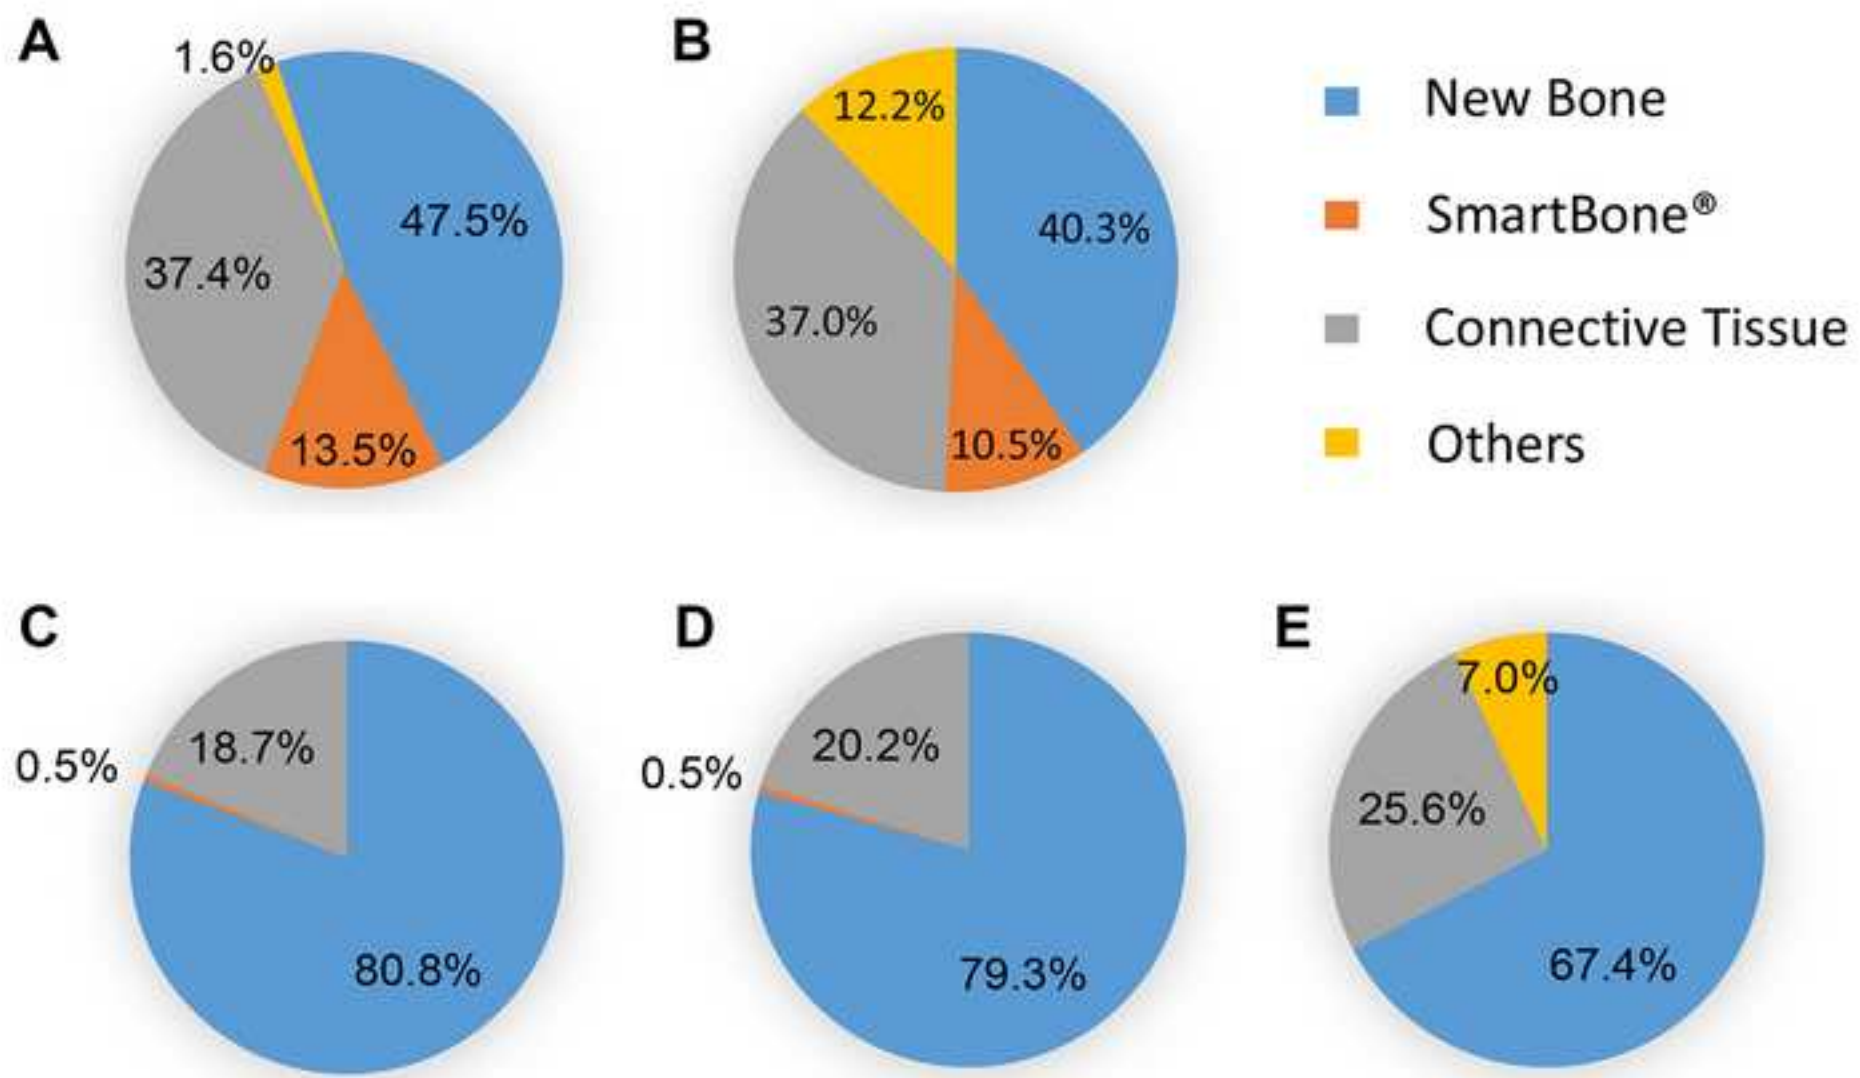 A
1.6%
47.5%
37.4%
13.5%
B
12.2%
40.3%
37.0%
10.5%
New Bone
SmartBone®
Connective Tissue
Others
C
18.7%
0.5%
80.8%
D
20.2%
0.5%
79.3%
E
7.0%
25.6%
67.4%